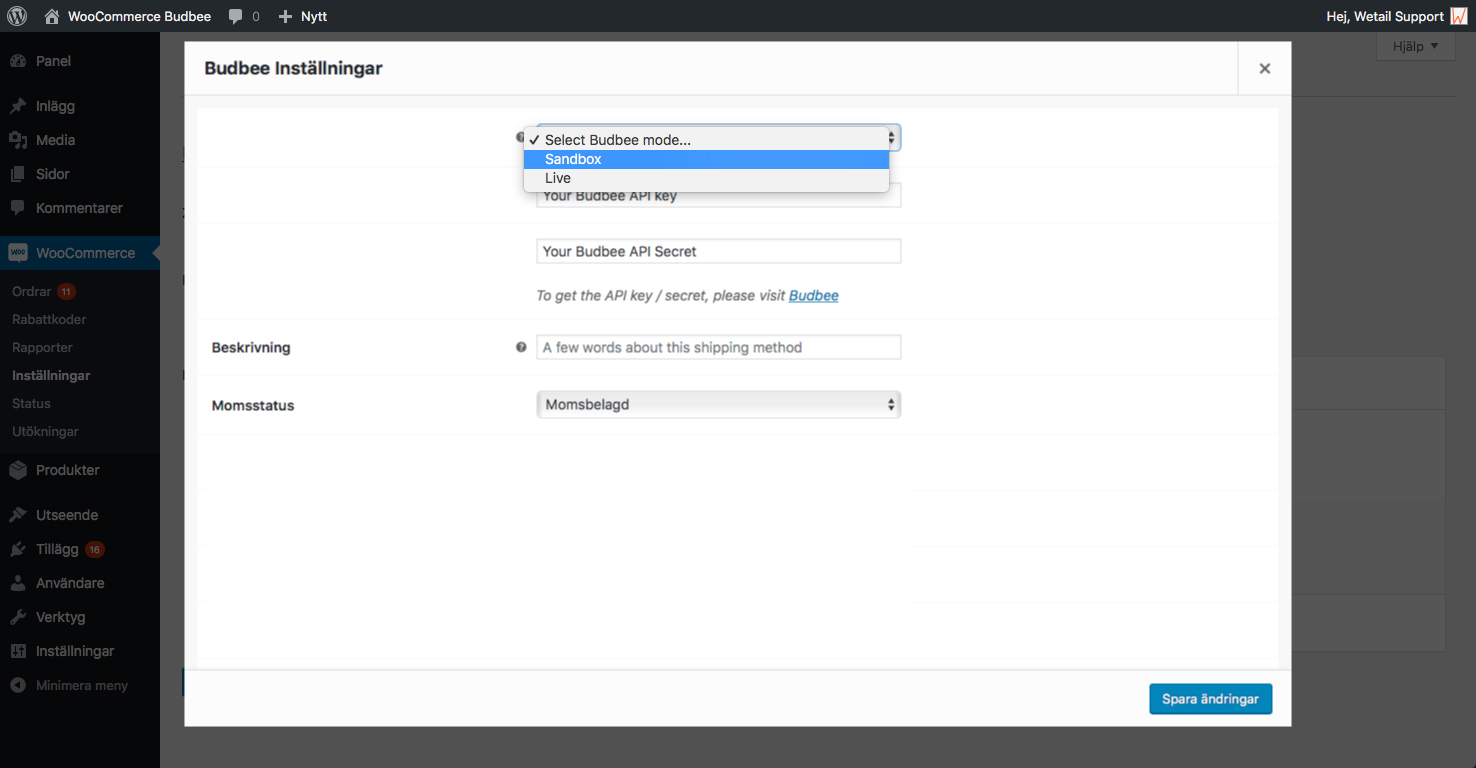 WooCommerce Budbee 0 Nytt Hej, Wetail Support
Hjälp
Panel
Inlägg
Media
Sidor
Kommentarer
WooCommerce
Ordrar 11
Rabattkoder
Rapporter
Inställningar
Status
Utökningar
Produkter
Utseende
Tillägg 16
Användare
Verktyg
Inställningar
Minimera meny
Budbee Inställningar
Select Budbee mode...
Sandbox
Live
Your Budbee API key
Your Budbee API Secret
To get the API key / secret, please visit Budbee
Beskrivning A few words about this shipping method
Momsstatus Momsbelagd
Spara ändringar